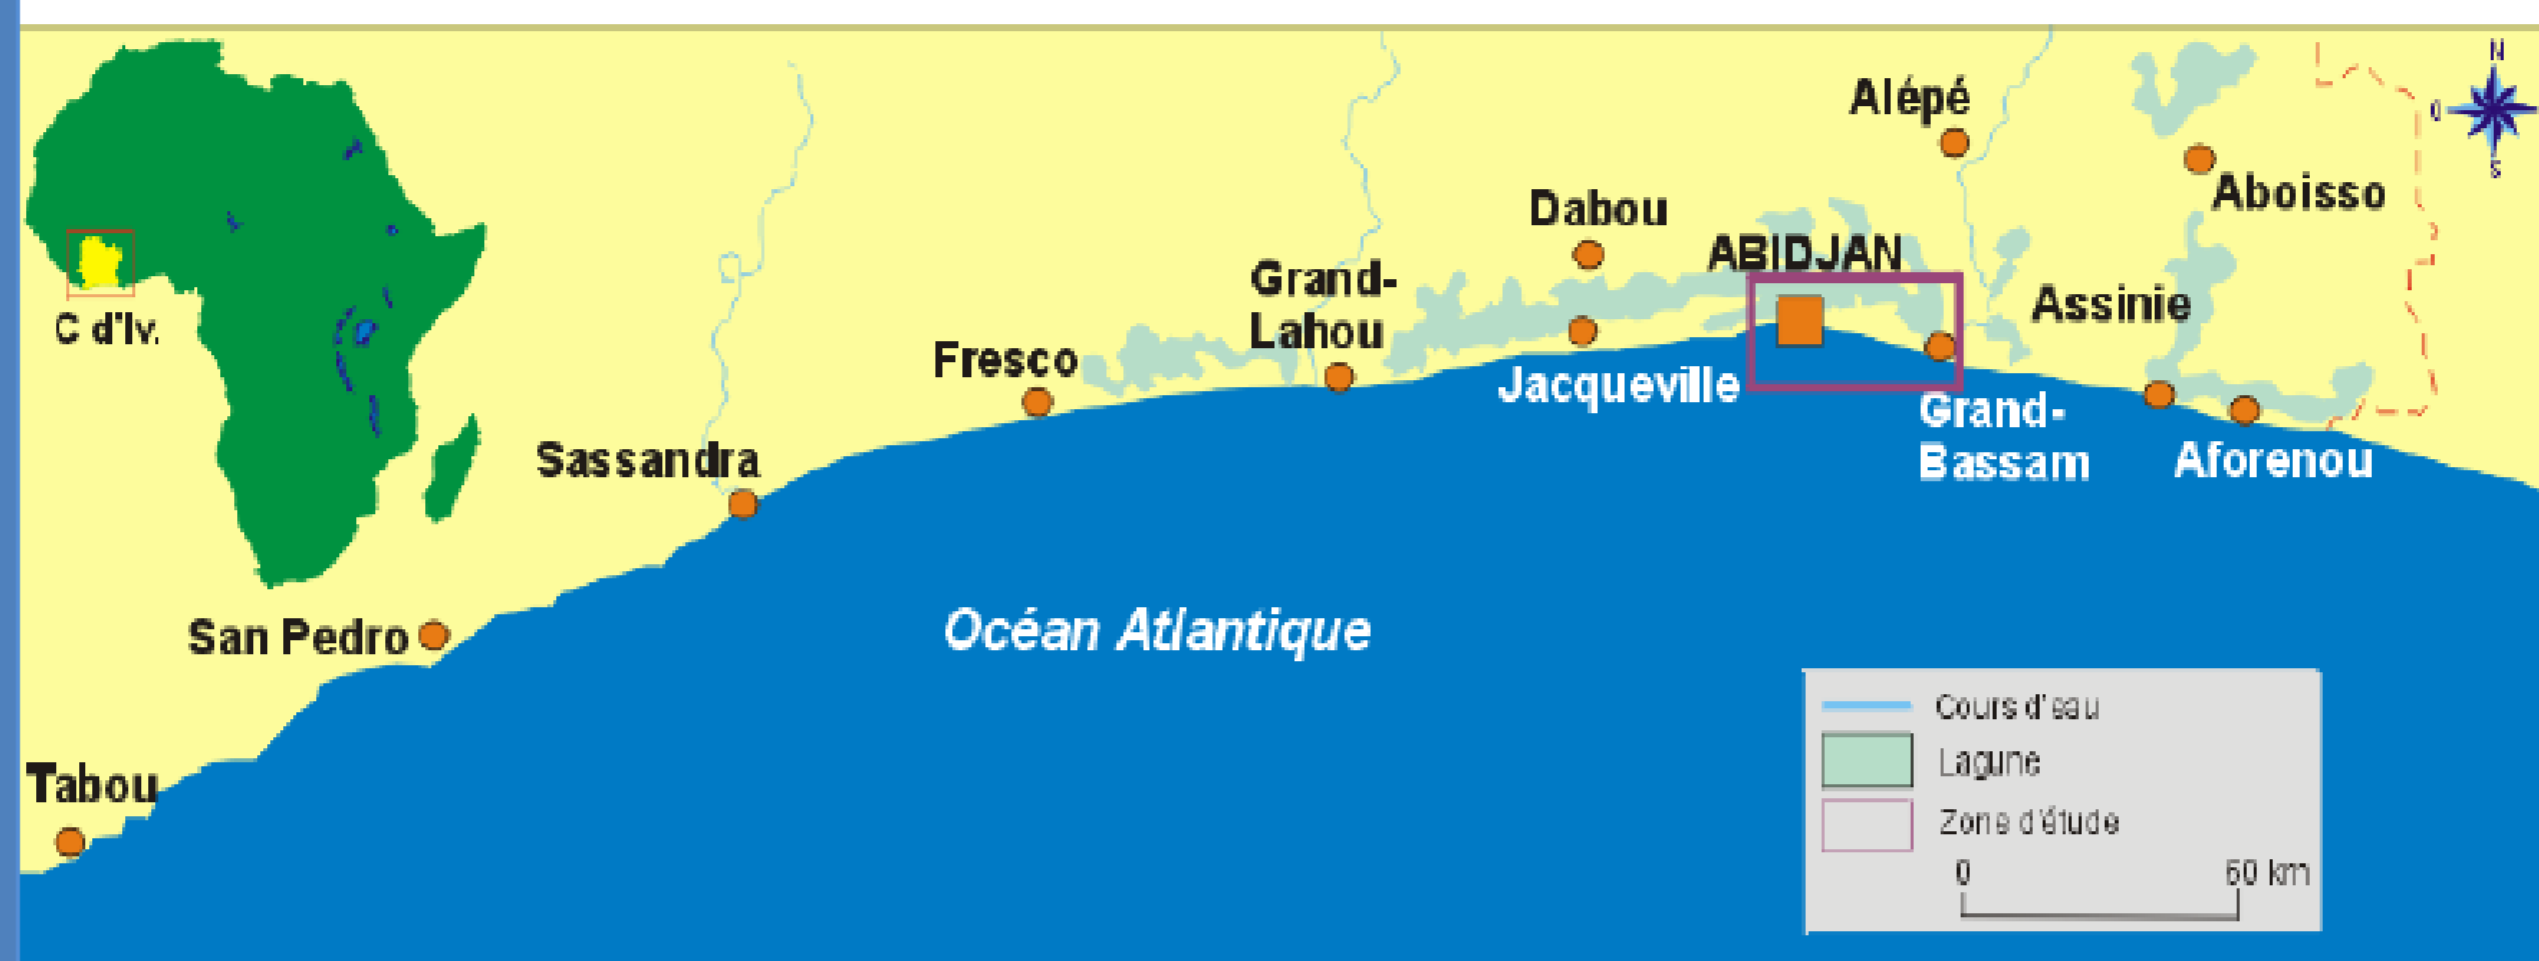 N
O
S
Alépé
Aboisso
Dabou
ABIDJAN
Grand-
Lahou
Assinie
C d'Iv.
Fresco
Jacqueville
Grand-
Bassam
Sassandra
Aforenou
San Pedro
Océan Atlantique
Tabou
Cours d'eau
Lagune
Zone d'étude
0 60 km